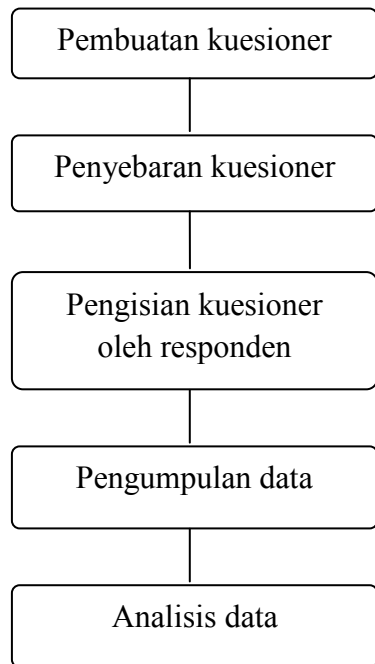 Pembuatan kuesioner
Penyebaran kuesioner
Pengisian kuesioner
oleh responden
Pengumpulan data
Analisis data